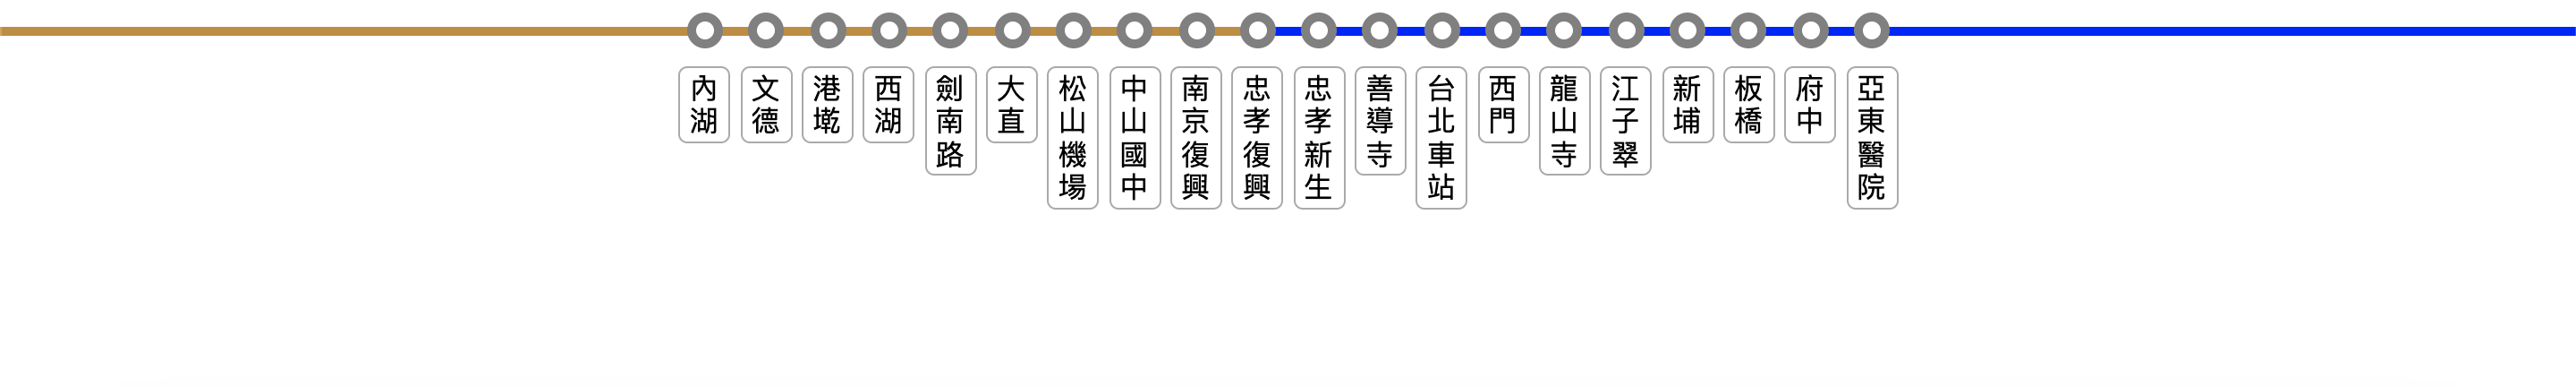 內湖
文德
港墘
西湖
劍南路
大直
松山機場
中山國中
南京復興
忠孝復興
忠孝新生
善導寺
台北車站
西門
龍山寺
江子翠
新埔
板橋
府中
亞東醫院